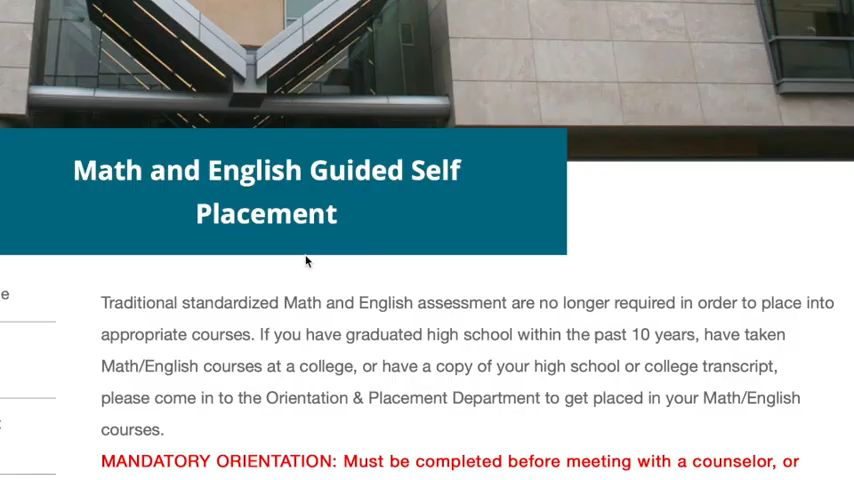 Math and English Guided Self
Placement
e
Traditional standardized Math and English assessment are no longer required in order to place into
appropriate courses. If you have graduated high school within the past 10 years, have taken
Math/English courses at a college, or have a copy of your high school or college transcript,
please come in to the Orientation & Placement Department to get placed in your Math/English
courses.
MANDATORY ORIENTATION: Must be completed before meeting with a counselor, or